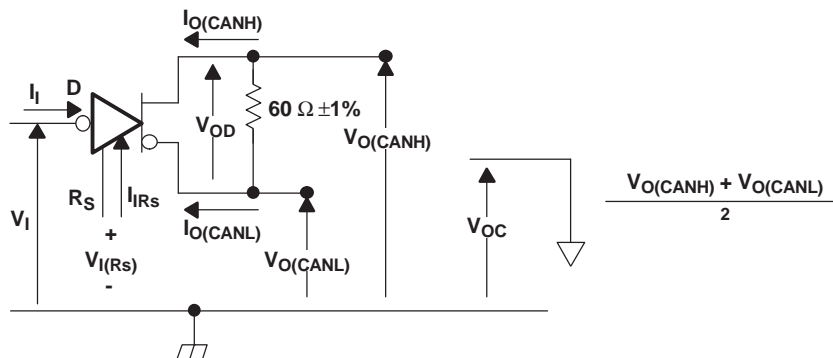 I_O(CANH)
I_I
D
V_OD
60 Ω ±1%
V_O(CANH)
R_S
I_IRs
I_O(CANL)
V_I
+
V_I(Rs)
-
V_O(CANL)
V_OC
V_O(CANH) + V_O(CANL)
2